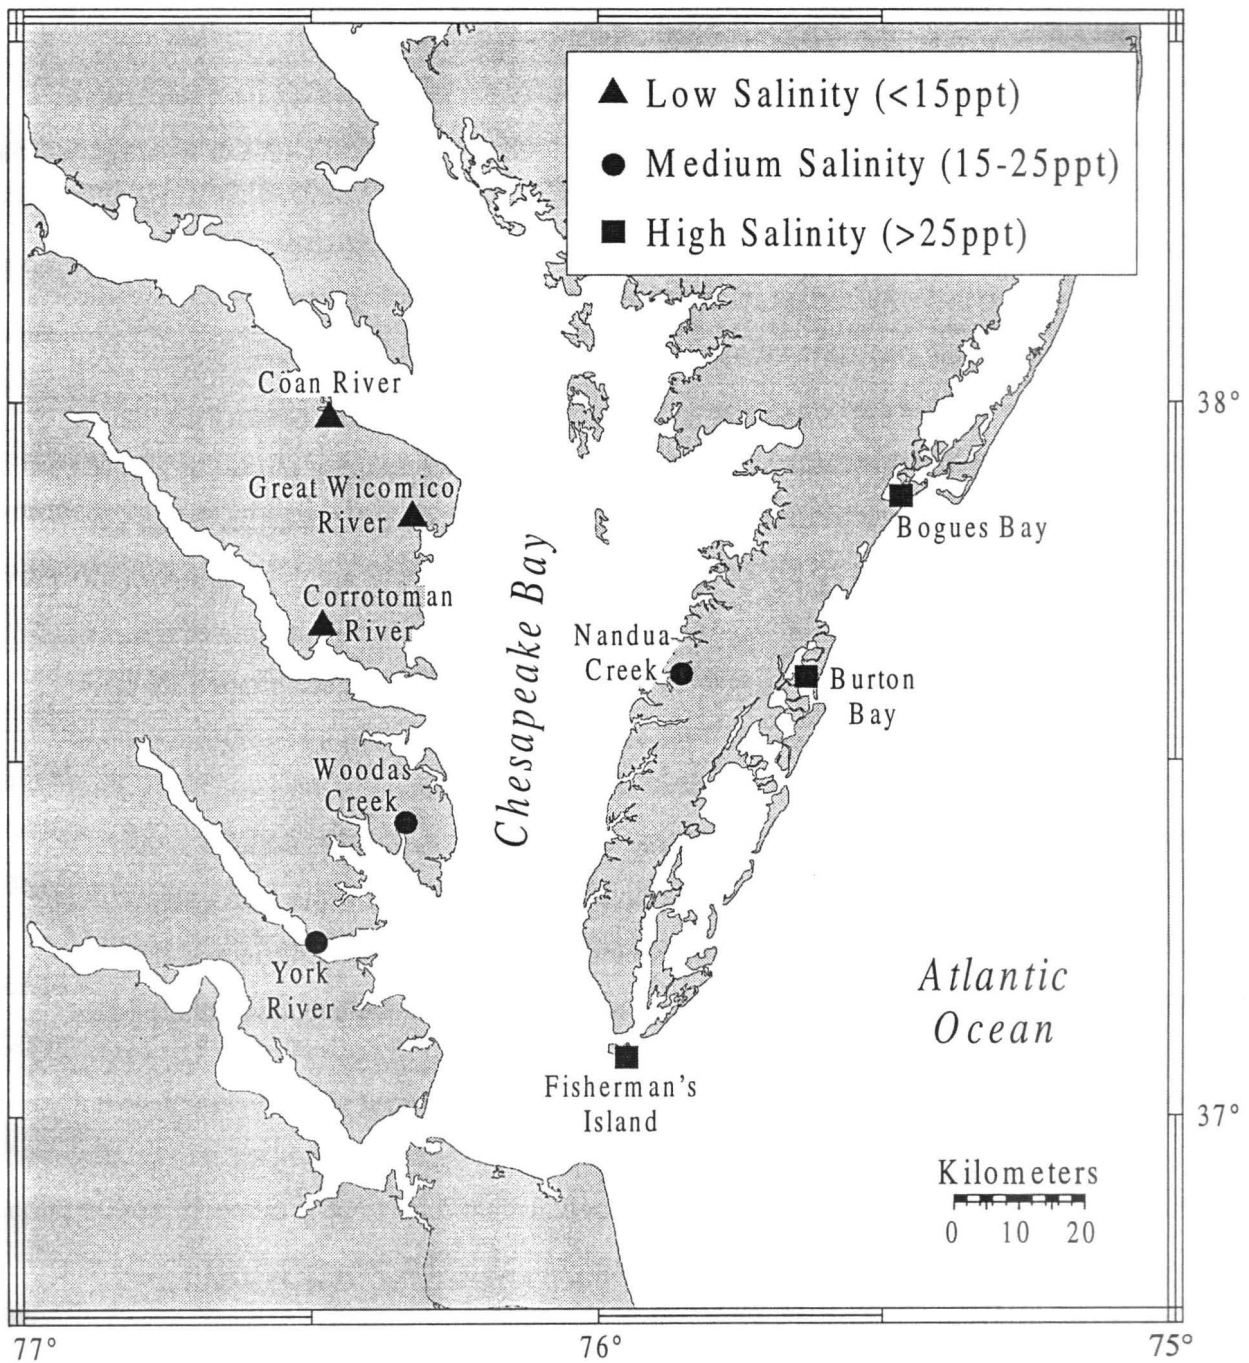 Low Salinity (<15ppt)
Medium Salinity (15-25ppt)
High Salinity (>25ppt)
Cöan River
38°
Great Wicomico
River
Bogues Bay
Corrotoman
River
Chesapeake Bay
Nandua
Creek
Burton
Bay
Woodas
Creek
York
River
Atlantic
Ocean
Fisherman's
Island
37°
Kilometers
0 10 20
77° 76° 75°